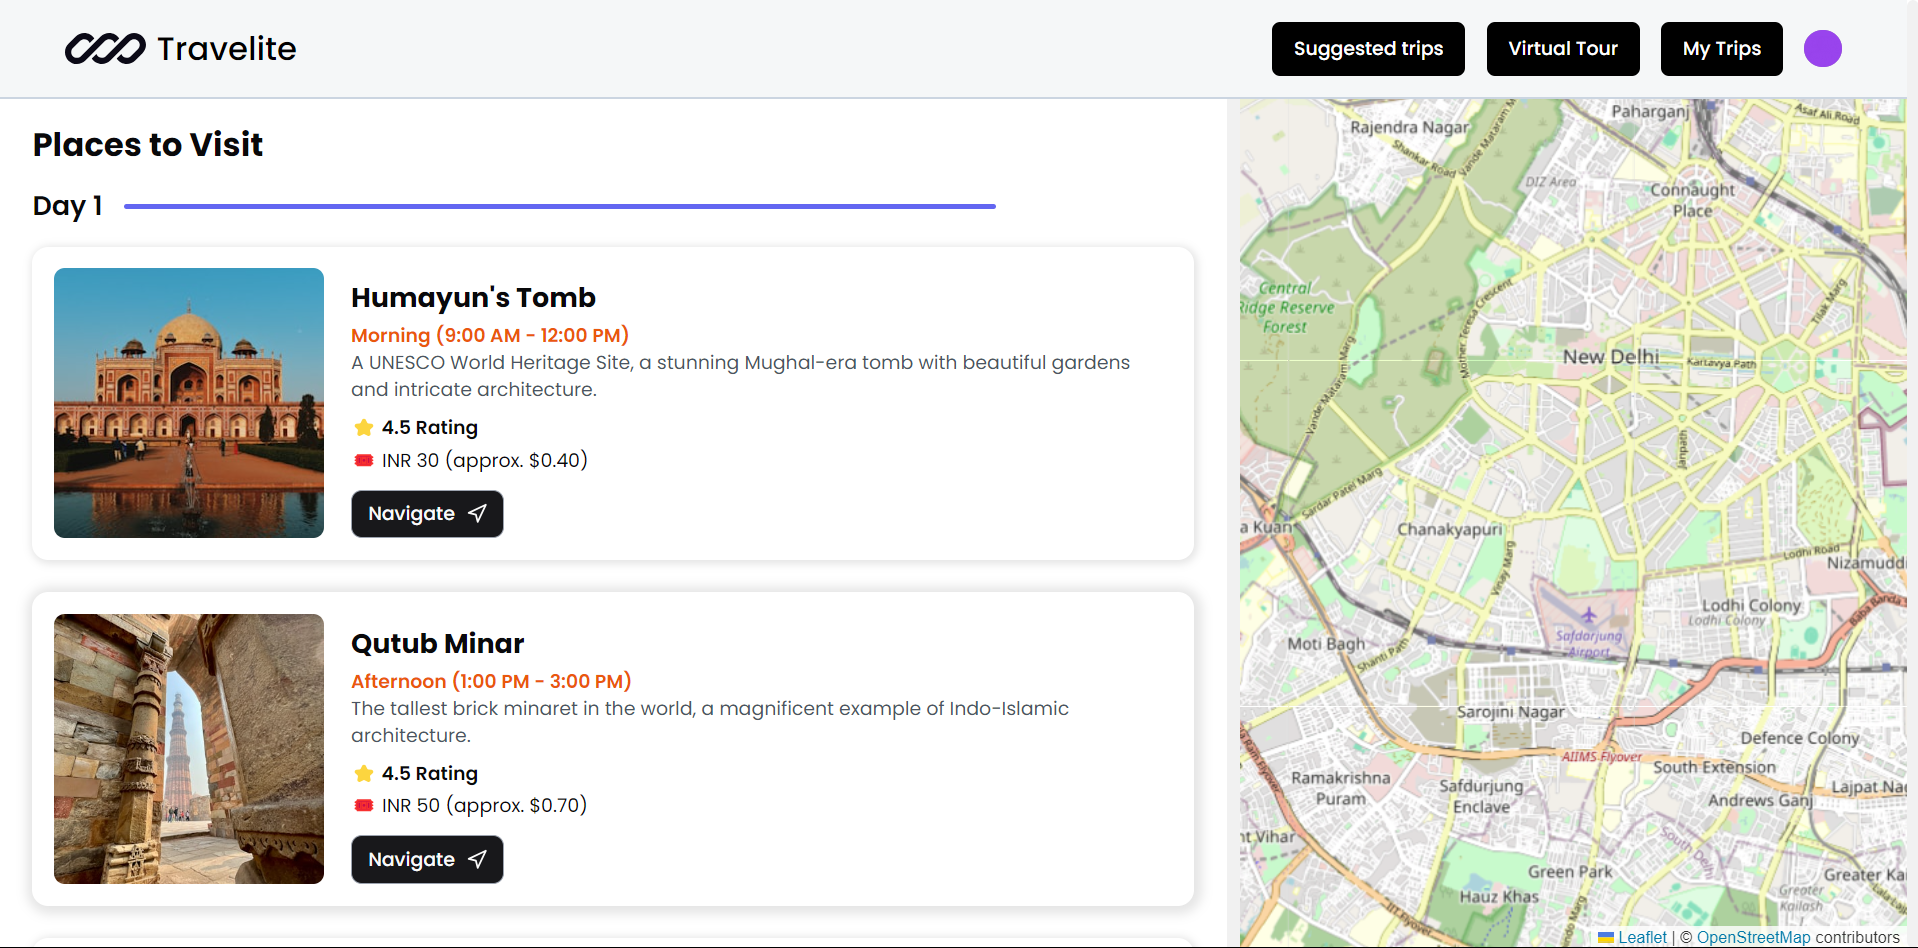 Travelite
Suggested trips
Virtual Tour
My Trips
Places to Visit
Day 1
Humayun's Tomb
Morning (9:00 AM - 12:00 PM)
A UNESCO World Heritage Site, a stunning Mughal-era tomb with beautiful gardens
and intricate architecture.
4.5 Rating
INR 30 (approx. $0.40)
Navigate
Qutub Minar
Afternoon (1:00 PM - 3:00 PM)
The tallest brick minaret in the world, a magnificent example of Indo-Islamic
architecture.
4.5 Rating
INR 50 (approx. $0.70)
Navigate
Paharganj
Asaf Ali Road
Rajendra Nagar
Shankar Road
Vande Mataram M
DIZ Area
Connaught
Place
Central
Ridge Reserve
Forest
Mother Teresa Crescent
Tilak Marg
New Delhi
Kartavya Path
Vande Mataram Marg
Janpath
Sardar Patel Marg
a Kuan
Chanakyapuri
Vinay Marg
Lodhi Road
Nizamuddi
Lodhi Colony
Lodhi Colony
Baba Banda
Safdarjung
Airport
Moti Bagh
Shanti Path
Sarojini Nagar
Defence Colony
AIIMS Flyover
South Extension
Ramakrishna
Puram
Safdurjung
Enclave
Lajpat Na
Andrews Ganj
nt Vihar
South Delhi
Green Park
Greater Ka
Hauz Khas
Greater
Kailash
Lala Laj
IIT Flyover
indo Marg
Leaflet | © OpenStreetMap contributors